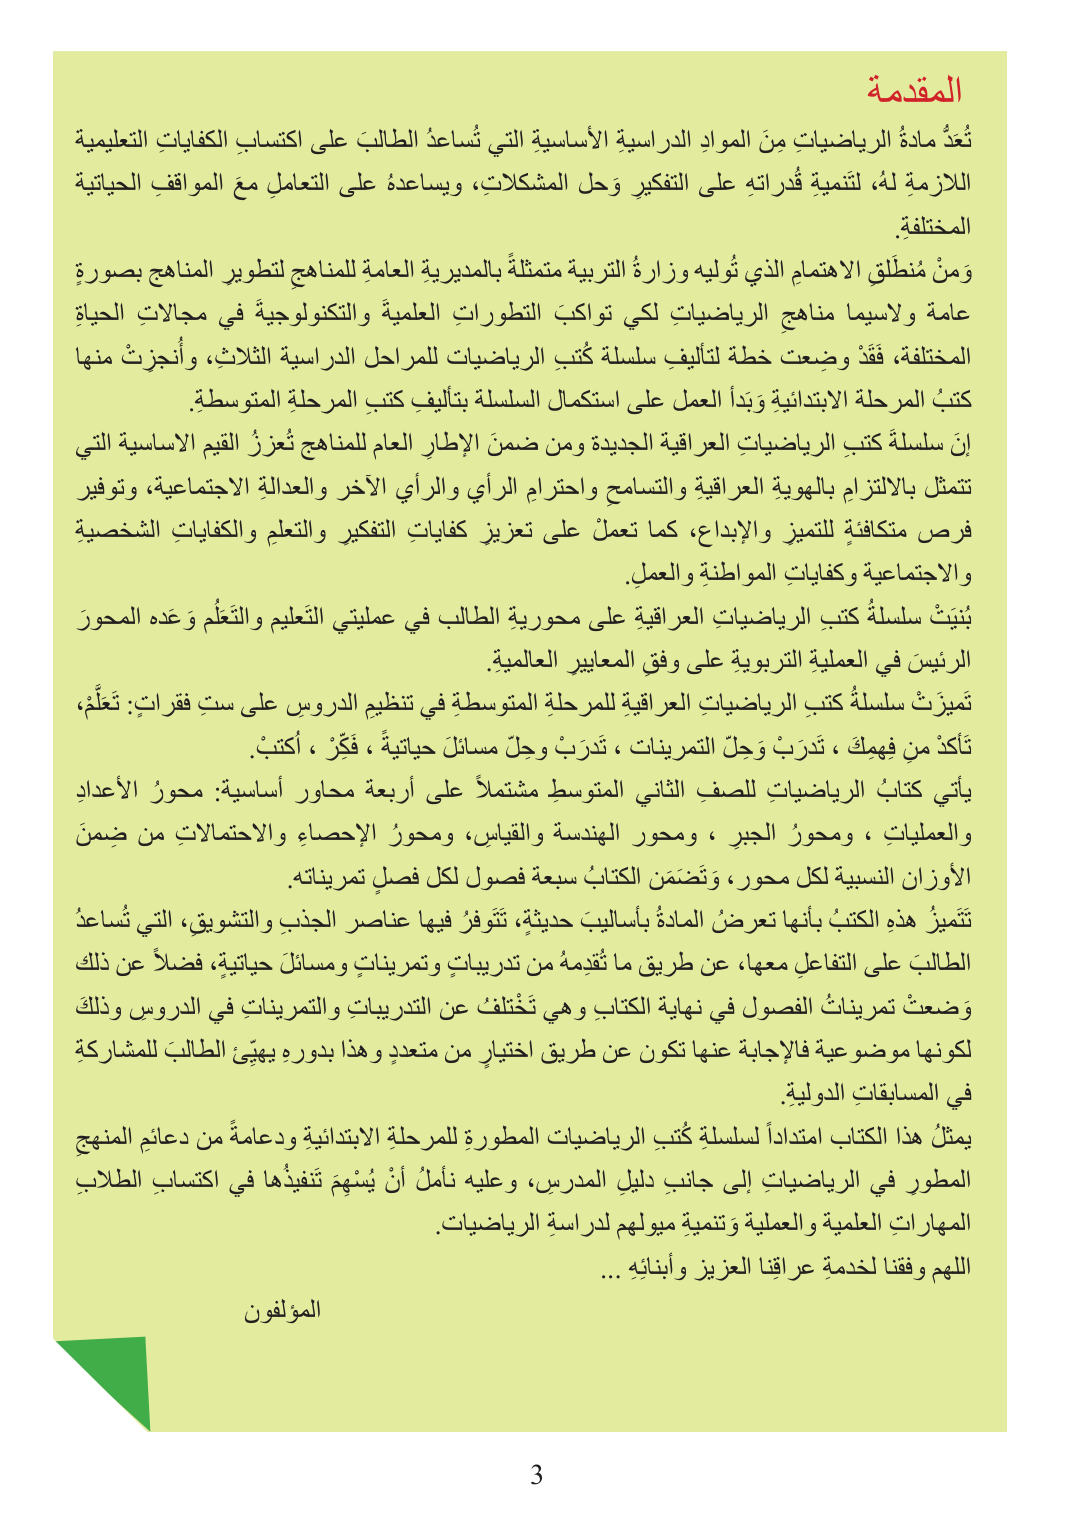 المقدمة
تُعَدُّ مادةُ الرياضياتِ مِنَ الموادِ الدراسيةِ الأساسيةِ التي تُساعدُ الطالبَ على اكتسابِ الكفاياتِ التعليمية
اللازمةِ لهُ، لتَنميةِ قُدراتهِ على التفكيرِ وَحل المشكلاتِ، ويساعدهُ على التعاملِ معَ المواقفِ الحياتية
المختلفةِ.
وَمنْ مُنطَلقِ الاهتمامِ الذي تُوليه وزارةُ التربية متمثلةً بالمديريةِ العامةِ للمناهجِ لتطويرِ المناهج بصورةٍ
عامة ولاسيما مناهجِ الرياضياتِ لكي تواكبَ التطوراتِ العلميةَ والتكنولوجيةَ في مجالاتِ الحياةِ
المختلفة، فَقَدْ وضِعت خطة لتأليفِ سلسلة كُتبِ الرياضيات للمراحل الدراسية الثلاثِ، وأُنجزِتْ منها
كتبُ المرحلة الابتدائيةِ وَبَدأ العمل على استكمال السلسلة بتأليفِ كتبِ المرحلةِ المتوسطةِ.
إنَ سلسلةَ كتبِ الرياضياتِ العراقية الجديدة ومن ضمنَ الإطارِ العام للمناهج تُعززُ القيم الاساسية التي
تتمثل بالالتزامِ بالهويةِ العراقيةِ والتسامحِ واحترامِ الرأي والرأي الآخر والعدالةِ الاجتماعية، وتوفير
فرص متكافئةٍ للتميزِ والإبداع، كما تعملْ على تعزيزِ كفاياتِ التفكيرِ والتعلمِ والكفاياتِ الشخصيةِ
والاجتماعية وكفاياتِ المواطنةِ والعملِ.
بُنيَتْ سلسلةُ كتبِ الرياضياتِ العراقيةِ على محوريةِ الطالب في عمليتي التَعليم والتَعَلُم وَعَده المحورَ
الرئيسَ في العمليةِ التربويةِ على وفقِ المعاييرِ العالميةِ.
تَميزَتْ سلسلةُ كتبِ الرياضياتِ العراقيةِ للمرحلةِ المتوسطةِ في تنظيمِ الدروسِ على ستِ فقراتٍ: تَعَلَّمْ،
تَأكدْ منِ فِهمِكَ ، تَدرَبْ وَحِلّ التمرينات ، تَدرَبْ وحِلّ مسائلَ حياتيةً ، فَكِّرْ ، اُكتبْ.
يأتي كتابُ الرياضياتِ للصفِ الثاني المتوسطِ مشتملاً على أربعة محاور أساسية: محورُ الأعدادِ
والعملياتِ ، ومحورُ الجبرِ ، ومحور الهندسة والقياسِ، ومحورُ الإحصاءِ والاحتمالاتِ من ضِمنَ
الأوزان النسبية لكل محور، وَتَضَمَن الكتابُ سبعة فصول لكل فصلٍ تمريناته.
تَتَميزُ هذهِ الكتبُ بأنها تعرضُ المادةُ بأساليبَ حديثةٍ، تَتَوفرُ فيها عناصر الجذبِ والتشويقِ، التي تُساعدُ
الطالبَ على التفاعلِ معها، عن طريق ما تُقدِمهُ من تدريباتٍ وتمريناتٍ ومسائلَ حياتيةٍ، فضلاً عن ذلك
وَضعتْ تمريناتُ الفصول في نهاية الكتابِ وهي تَخْتلفُ عن التدريباتِ والتمريناتِ في الدروسِ وذلكَ
لكونها موضوعية فالإجابة عنها تكون عن طريق اختيارٍ من متعددٍ وهذا بدورهِ يهيِّئ الطالبَ للمشاركةِ
في المسابقاتِ الدوليةِ.
يمثلُ هذا الكتاب امتداداً لسلسلةِ كُتبِ الرياضيات المطورةِ للمرحلةِ الابتدائيةِ ودعامةً من دعائمِ المنهجِ
المطورِ في الرياضياتِ إلى جانبِ دليلِ المدرسِ، وعليه نأملُ أنْ يُسْهِمَ تَنفيذُها في اكتسابِ الطلابِ
المهاراتِ العلمية والعملية وَتنميةِ ميولهم لدراسةِ الرياضيات.
اللهم وفقنا لخدمةِ عراقِنا العزيز وأبنائِهِ ...
المؤلفون
3